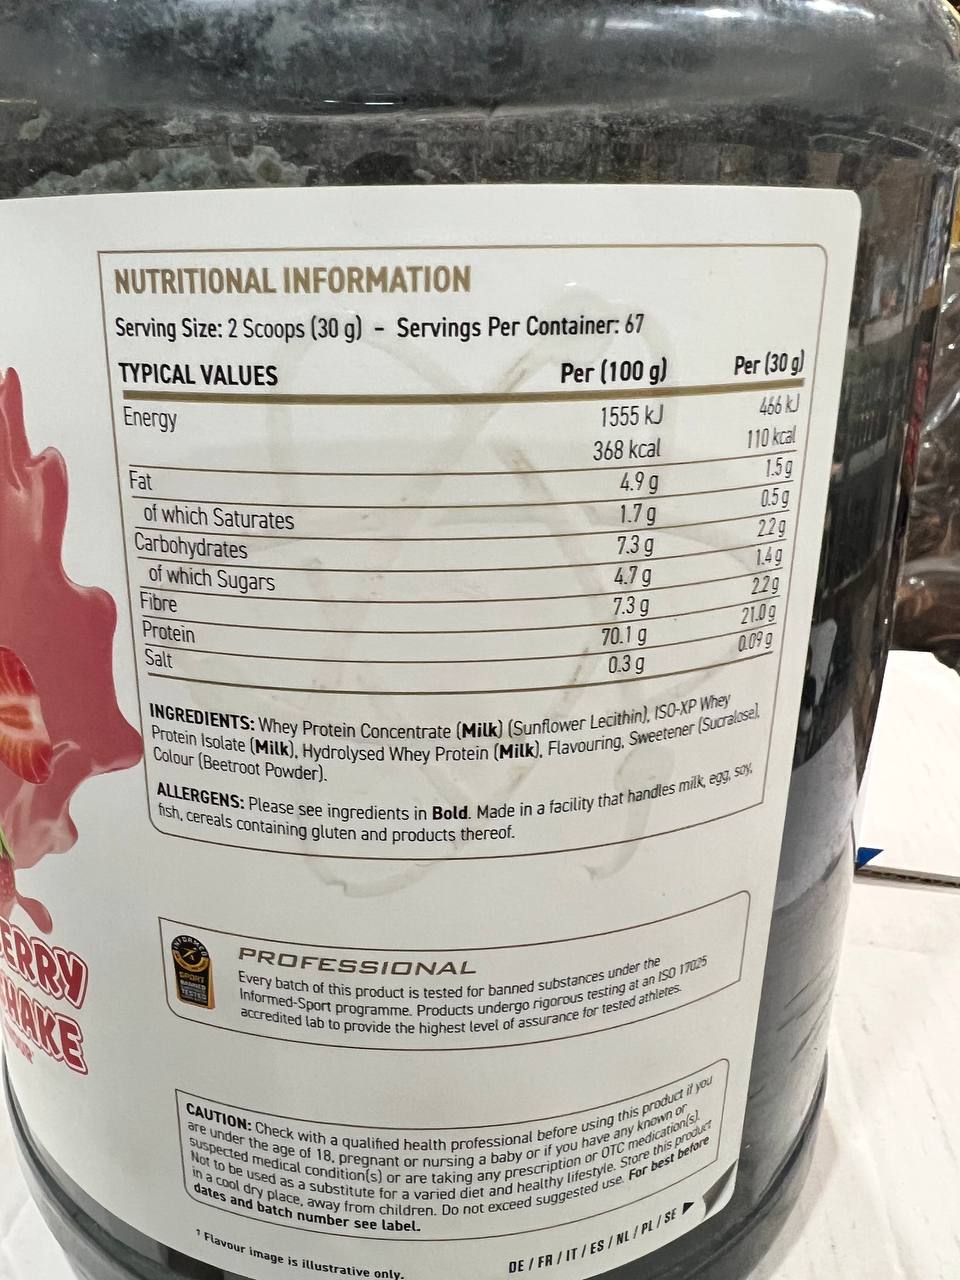 NUTRITIONAL INFORMATION
Serving Size: 2 Scoops (30 g) - Servings Per Container: 67
TYPICAL VALUES Per (100 g) Per (30 g)
Energy 1555 kJ 466 kJ
368 kcal 110 kcal
Fat 4.9 g 1.5 g
of which Saturates 1.7 g 0.5 g
Carbohydrates 7.3 g 2.2 g
of which Sugars 4.7 g 1.4 g
Fibre 7.3 g 2.2 g
Protein 70.1 g 21.0 g
Salt 0.3 g 0.09 g
INGREDIENTS: Whey Protein Concentrate (Milk) (Sunflower Lecithin), ISO-XP Whey
Protein Isolate (Milk), Hydrolysed Whey Protein (Milk), Flavouring, Sweetener (Sucralose),
Colour (Beetroot Powder).
ALLERGENS: Please see ingredients in Bold. Made in a facility that handles milk, egg, soy,
fish, cereals containing gluten and products thereof.
ERRY
HAKE
INFORMED
SPORT
BANNED
TESTED
PROFESSIONAL
Every batch of this product is tested for banned substances under the
Informed-Sport programme. Products undergo rigorous testing at an ISO 17025
accredited lab to provide the highest level of assurance for tested athletes.
CAUTION: Check with a qualified health professional before using this product if you
are under the age of 18, pregnant or nursing a baby or if you have any known or
suspected medical condition(s) or are taking any prescription or OTC medication(s).
Not to be used as a substitute for a varied diet and healthy lifestyle. Store this product
in a cool dry place, away from children. Do not exceed suggested use. For best before
dates and batch number see label.
¹ Flavour image is illustrative only.
DE / FR / IT / ES / NL / PL / SE